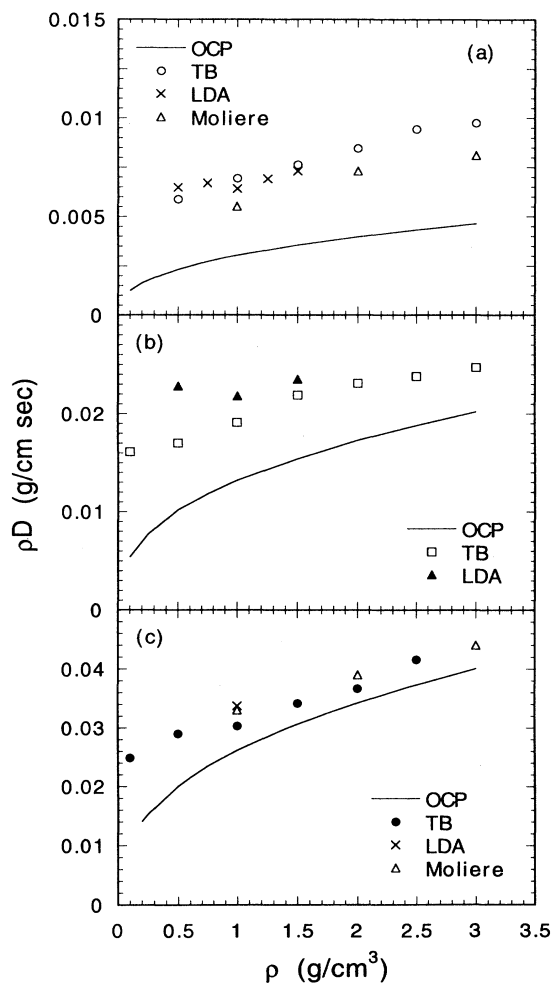 0.015
OCP
(a)
TB
LDA
Moliere
0.01
0.005
0
(b)
0.02
0.01
OCP
TB
LDA
0
ρD (g/cm sec)
(c)
0.04
0.03
0.02
OCP
TB
0.01
LDA
Moliere
0
0 0.5 1 1.5 2 2.5 3 3.5
ρ (g/cm³)